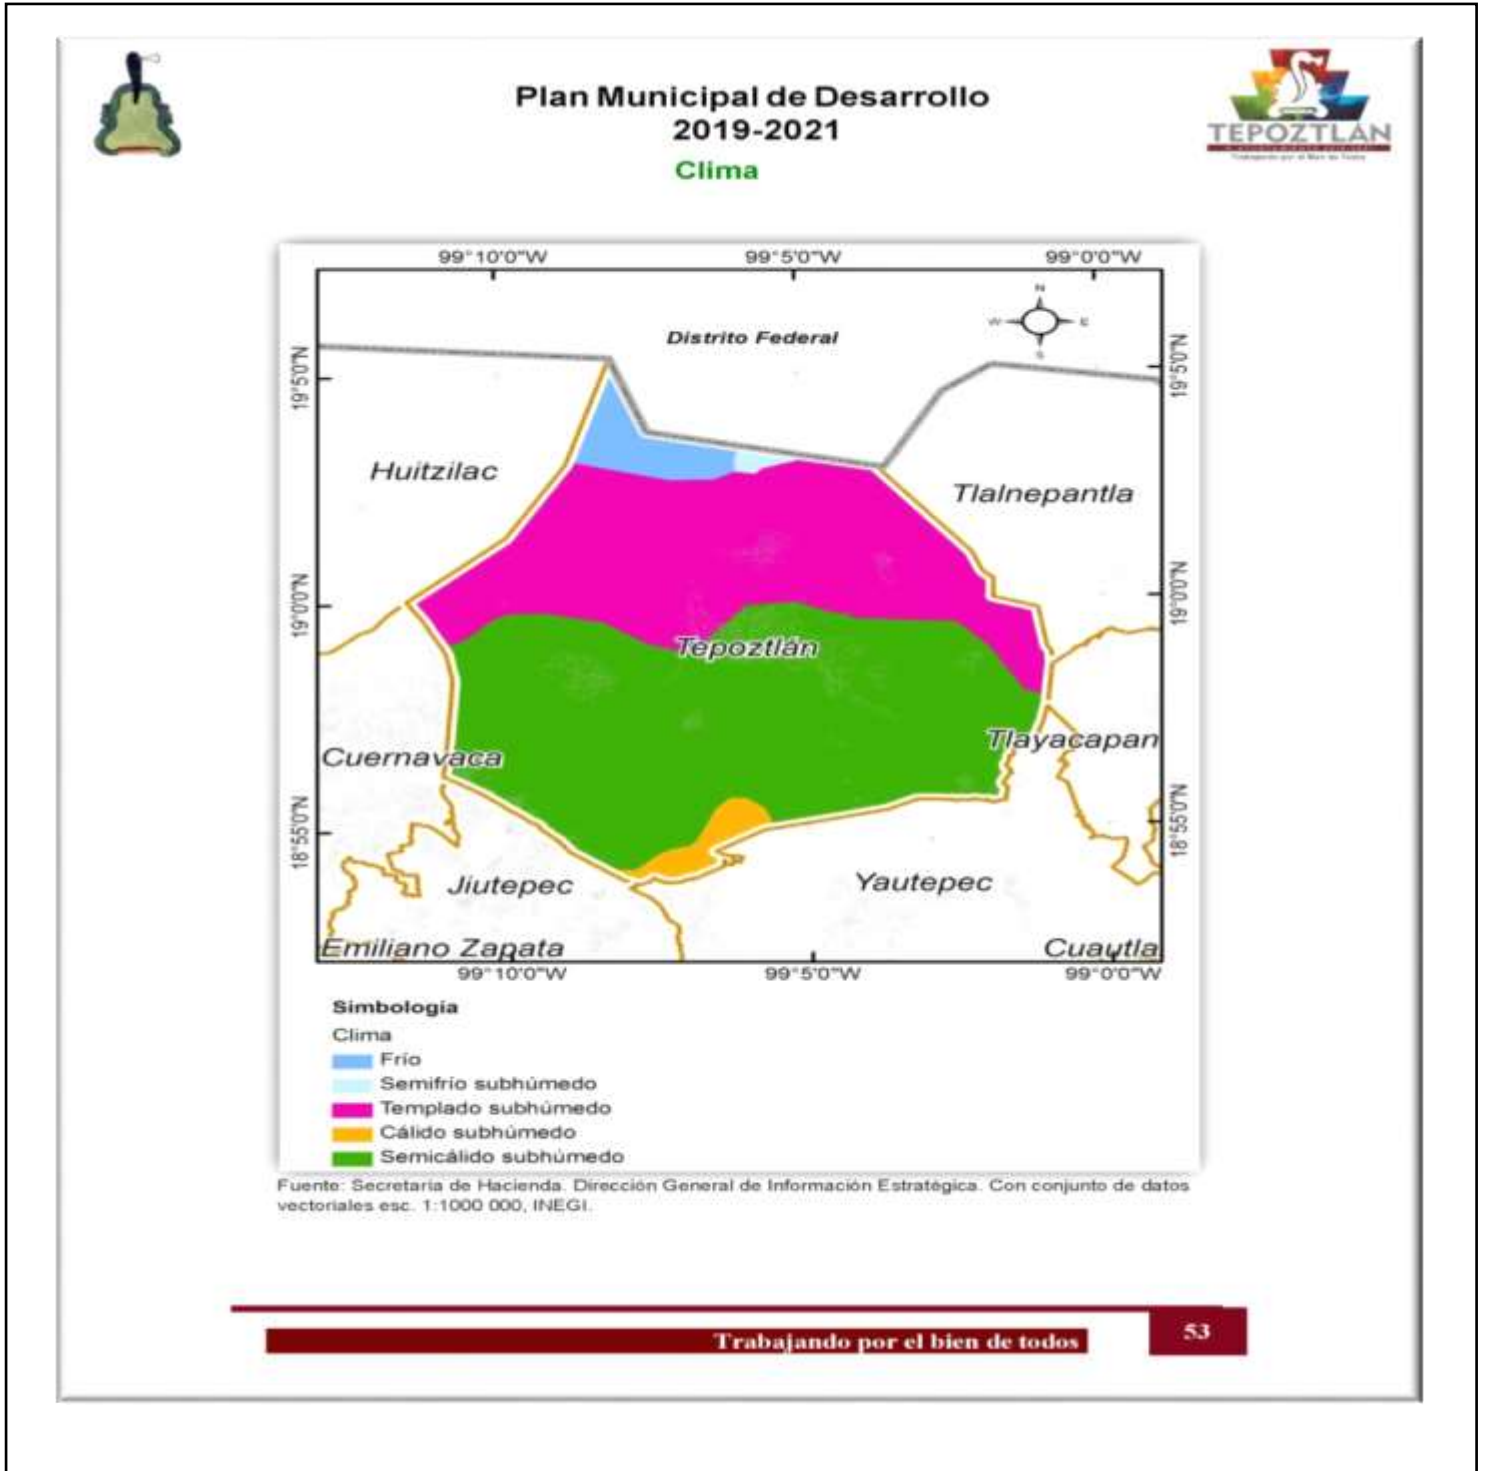 Plan Municipal de Desarrollo
2019-2021
Clima
TEPOZTLÁN
99°10'0"W 99°5'0"W 99°0'0"W
N
W E
S
Distrito Federal
19°5'0"N 19°5'0"N
Huitzilac
Tlalnepantla
19°0'0"N 19°0'0"N
Tepoztlán
Tlayacapan
Cuernavaca
18°55'0"N 18°55'0"N
Jiutepec
Yautepec
Emiliano Zapata
Cuautla
99°10'0"W 99°5'0"W 99°0'0"W
Simbología
Clima
Frío
Semifrío subhúmedo
Templado subhúmedo
Cálido subhúmedo
Semicálido subhúmedo
Fuente: Secretaría de Hacienda. Dirección General de Información Estratégica. Con conjunto de datos
vectoriales esc. 1:1000 000, INEGI.
Trabajando por el bien de todos
53